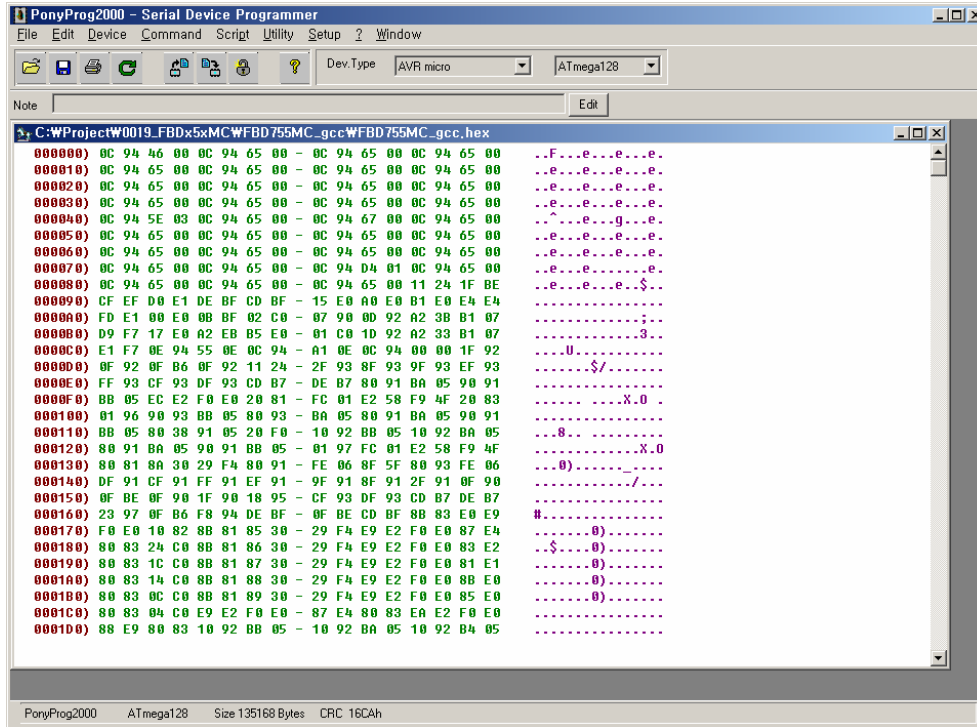 PonyProg2000 - Serial Device Programmer
File Edit Device Command Script Utility Setup ? Window
Dev.Type AVR micro ATmega128
Note Edit
C:₩Project₩0019_FBDx5xMC₩FBD755MC_gcc₩FBD755MC_gcc,hex
000000) 0C 94 46 00 0C 94 65 00 - 0C 94 65 00 0C 94 65 00 ..F...e...e...e.
000010) 0C 94 65 00 0C 94 65 00 - 0C 94 65 00 0C 94 65 00 ..e...e...e...e.
000020) 0C 94 65 00 0C 94 65 00 - 0C 94 65 00 0C 94 65 00 ..e...e...e...e.
000030) 0C 94 65 00 0C 94 65 00 - 0C 94 65 00 0C 94 65 00 ..e...e...e...e.
000040) 0C 94 5E 03 0C 94 65 00 - 0C 94 67 00 0C 94 65 00 ..^...e...g...e.
000050) 0C 94 65 00 0C 94 65 00 - 0C 94 65 00 0C 94 65 00 ..e...e...e...e.
000060) 0C 94 65 00 0C 94 65 00 - 0C 94 65 00 0C 94 65 00 ..e...e...e...e.
000070) 0C 94 65 00 0C 94 65 00 - 0C 94 D4 01 0C 94 65 00 ..e...e.......e.
000080) 0C 94 65 00 0C 94 65 00 - 0C 94 65 00 11 24 1F BE ..e...e...e..$..
000090) CF EF D0 E1 DE BF CD BF - 15 E0 A0 E0 B1 E0 E4 E4 ................
0000A0) FD E1 00 E0 0B BF 02 C0 - 07 90 0D 92 A2 3B B1 07 .............;..
0000B0) D9 F7 17 E0 A2 EB B5 E0 - 01 C0 1D 92 A2 33 B1 07 .............3..
0000C0) E1 F7 0E 94 55 0E 0C 94 - A1 0E 0C 94 00 00 1F 92 ....U...........
0000D0) 0F 92 0F B6 0F 92 11 24 - 2F 93 8F 93 9F 93 EF 93 .......$/.......
0000E0) FF 93 CF 93 DF 93 CD B7 - DE B7 80 91 BA 05 90 91 ................
0000F0) BB 05 EC E2 F0 E0 20 81 - FC 01 E2 58 F9 4F 20 83 ...... ....X.O .
000100) 01 96 90 93 BB 05 80 93 - BA 05 80 91 BA 05 90 91 ................
000110) BB 05 80 38 91 05 20 F0 - 10 92 BB 05 10 92 BA 05 ...8.. .........
000120) 80 91 BA 05 90 91 BB 05 - 01 97 FC 01 E2 58 F9 4F .............X.O
000130) 80 81 8A 30 29 F4 80 91 - FE 06 8F 5F 80 93 FE 06 ...0)......_....
000140) DF 91 CF 91 FF 91 EF 91 - 9F 91 8F 91 2F 91 0F 90 ............/...
000150) 0F BE 0F 90 1F 90 18 95 - CF 93 DF 93 CD B7 DE B7 ................
000160) 23 97 0F B6 F8 94 DE BF - 0F BE CD BF 8B 83 E0 E9 #...............
000170) F0 E0 10 82 8B 81 85 30 - 29 F4 E9 E2 F0 E0 87 E4 .......0).......
000180) 80 83 24 C0 8B 81 86 30 - 29 F4 E9 E2 F0 E0 83 E2 ..$....0).......
000190) 80 83 1C C0 8B 81 87 30 - 29 F4 E9 E2 F0 E0 81 E1 .......0).......
0001A0) 80 83 14 C0 8B 81 88 30 - 29 F4 E9 E2 F0 E0 8B E0 .......0).......
0001B0) 80 83 0C C0 8B 81 89 30 - 29 F4 E9 E2 F0 E0 85 E0 .......0).......
0001C0) 80 83 04 C0 E9 E2 F0 E0 - 87 E4 80 83 EA E2 F0 E0 ................
0001D0) 88 E9 80 83 10 92 BB 05 - 10 92 BA 05 10 92 B4 05 ................
PonyProg2000 ATmega128 Size 135168 Bytes CRC 16CAh